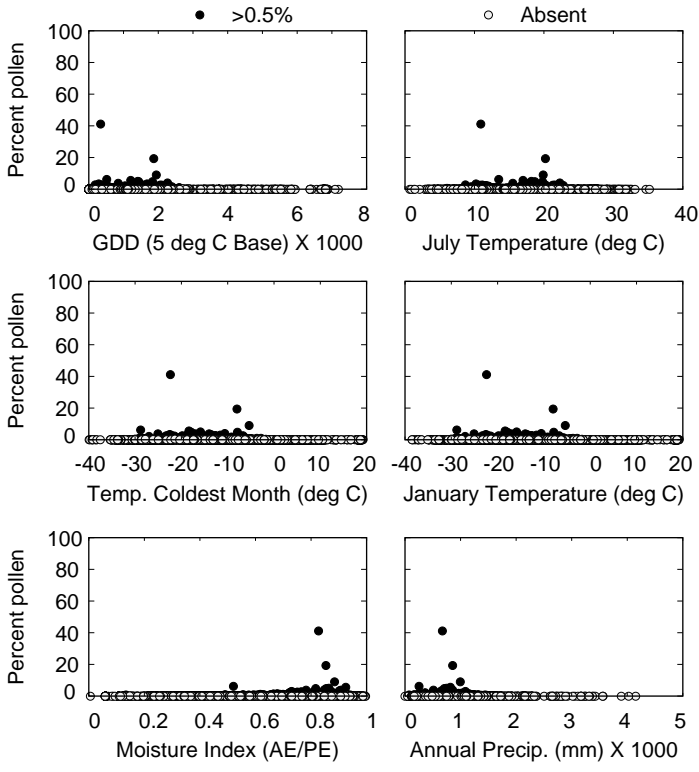 >0.5%
Absent
Percent pollen
100
80
60
40
20
0
0 2 4 6 8
GDD (5 deg C Base) X 1000
0 10 20 30 40
July Temperature (deg C)
Percent pollen
100
80
60
40
20
0
-40 -30 -20 -10 0 10 20
Temp. Coldest Month (deg C)
-40 -30 -20 -10 0 10 20
January Temperature (deg C)
Percent pollen
100
80
60
40
20
0
0 0.2 0.4 0.6 0.8 1
Moisture Index (AE/PE)
0 1 2 3 4 5
Annual Precip. (mm) X 1000